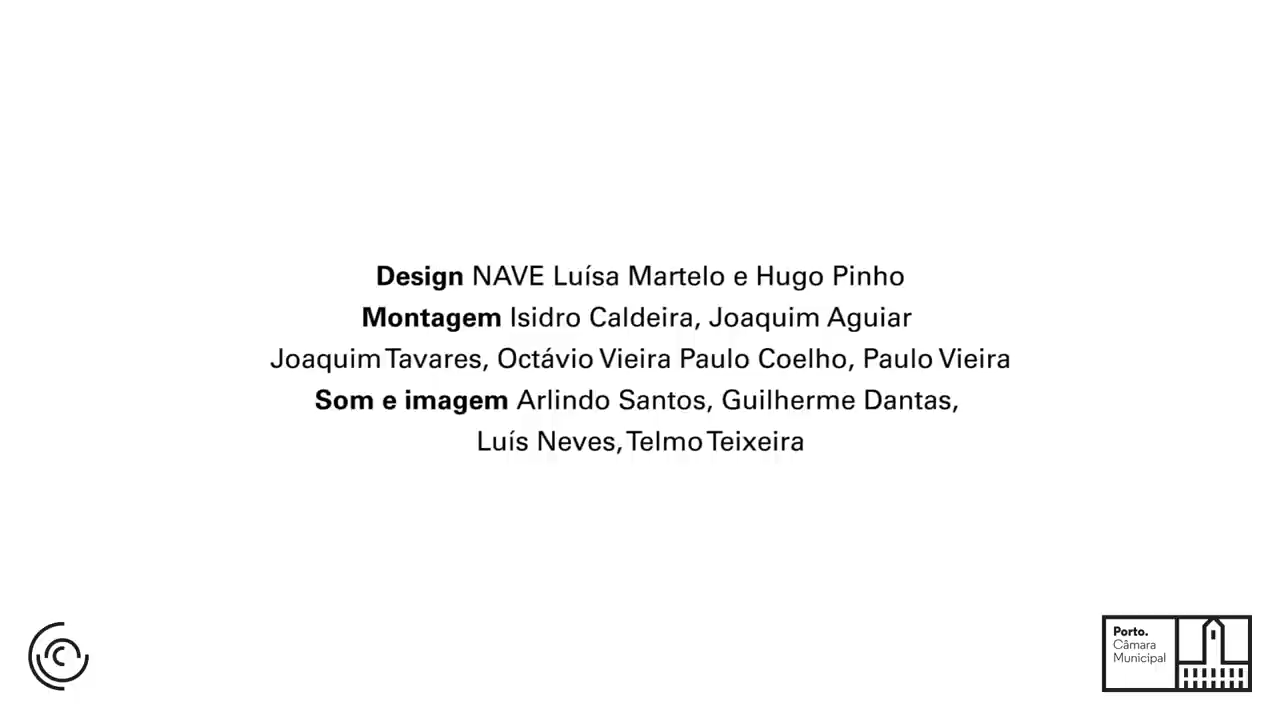 Design NAVE Luísa Martelo e Hugo Pinho
Montagem Isidro Caldeira, Joaquim Aguiar
Joaquim Tavares, Octávio Vieira Paulo Coelho, Paulo Vieira
Som e imagem Arlindo Santos, Guilherme Dantas,
Luís Neves, Telmo Teixeira
Porto.
Câmara
Municipal